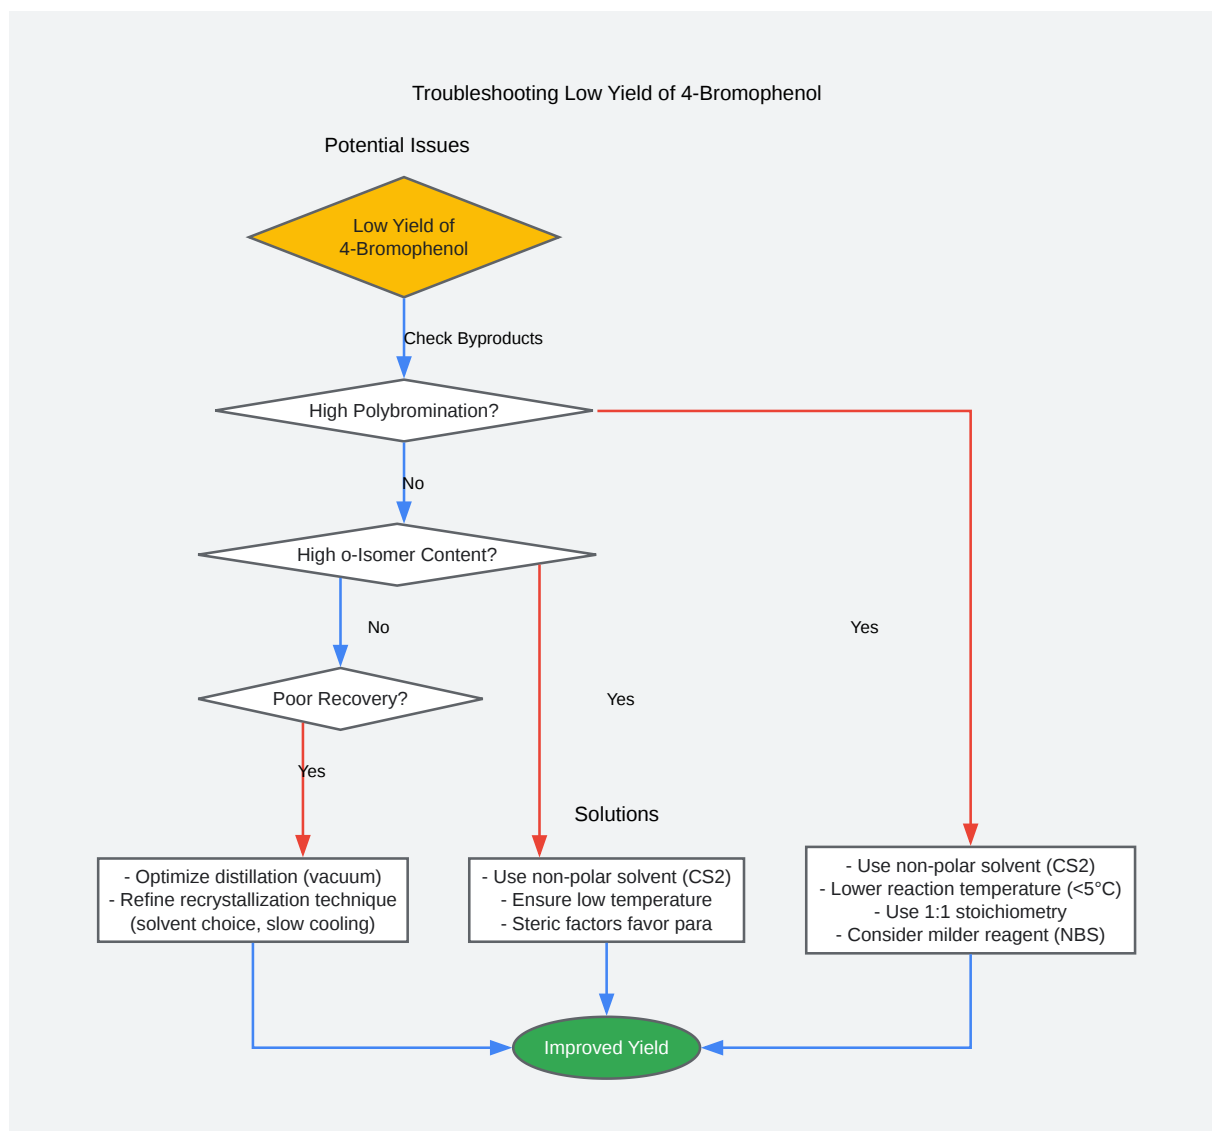 Troubleshooting Low Yield of 4-Bromophenol
Potential Issues
Low Yield of
4-Bromophenol
Check Byproducts
High Polybromination?
No
High o-Isomer Content?
No
Yes
Poor Recovery?
Yes
Yes
Solutions
- Optimize distillation (vacuum)
- Refine recrystallization technique
(solvent choice, slow cooling)
- Use non-polar solvent (CS2)
- Ensure low temperature
- Steric factors favor para
- Use non-polar solvent (CS2)
- Lower reaction temperature (<5°C)
- Use 1:1 stoichiometry
- Consider milder reagent (NBS)
Improved Yield